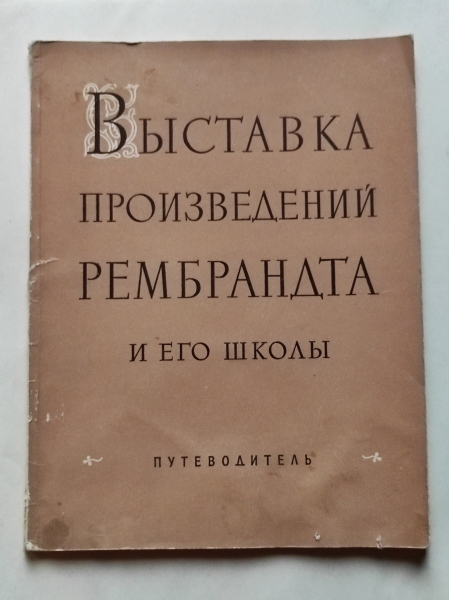 ВЫСТАВКА
ПРОИЗВЕДЕНИЙ
РЕМБРАНДТА
И ЕГО ШКОЛЫ
ПУТЕВОДИТЕЛЬ